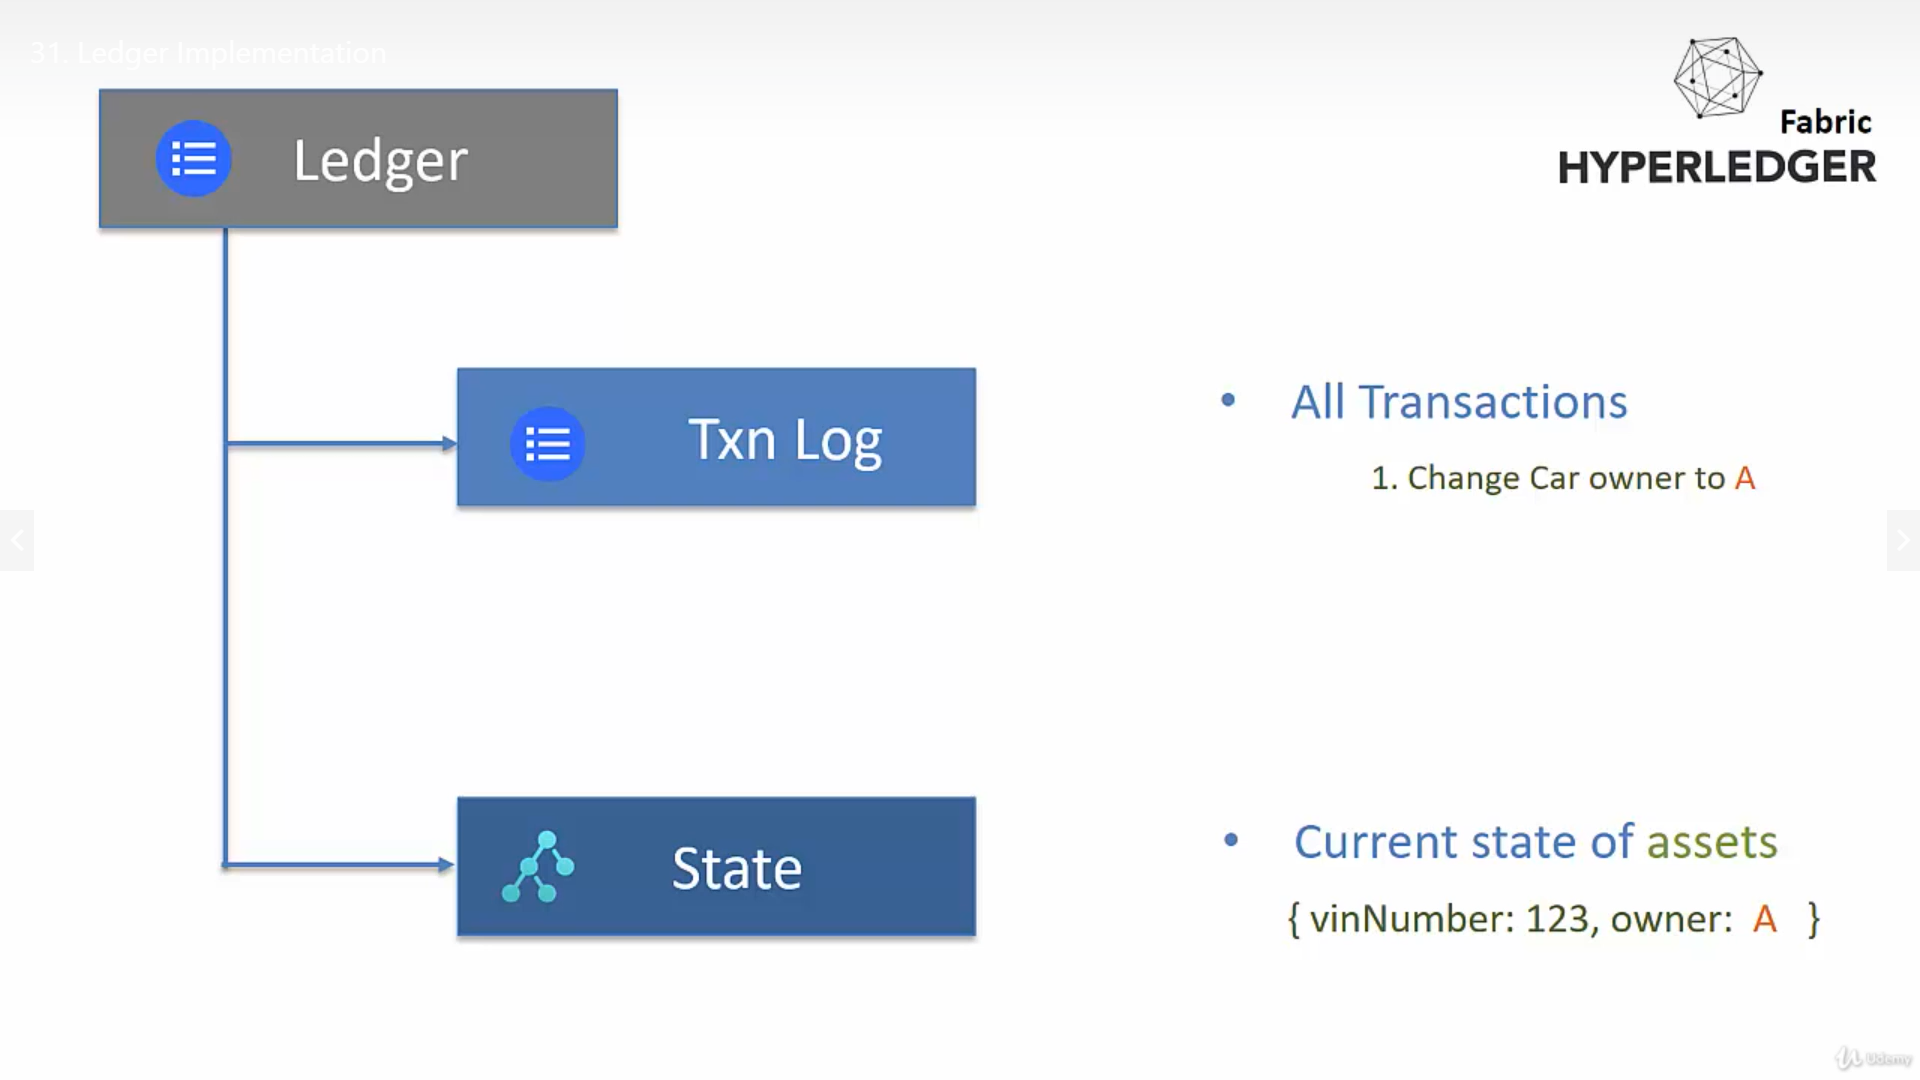 31. Ledger Implementation
Fabric
HYPERLEDGER
Ledger
Txn Log
• All Transactions
1. Change Car owner to A
State
• Current state of assets
{ vinNumber: 123, owner: A }
Udemy